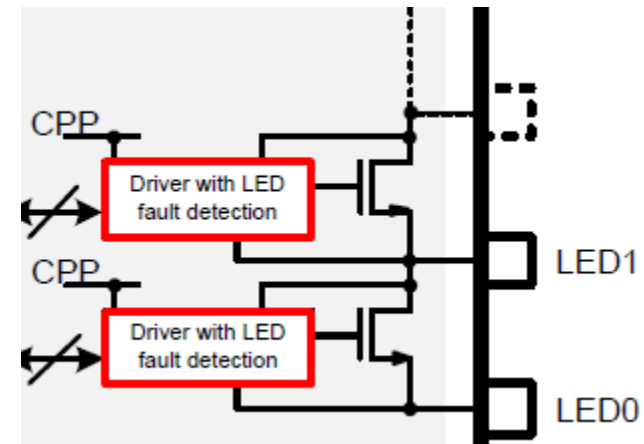 CPP
Driver with LED
fault detection
LED1
CPP
Driver with LED
fault detection
LED0